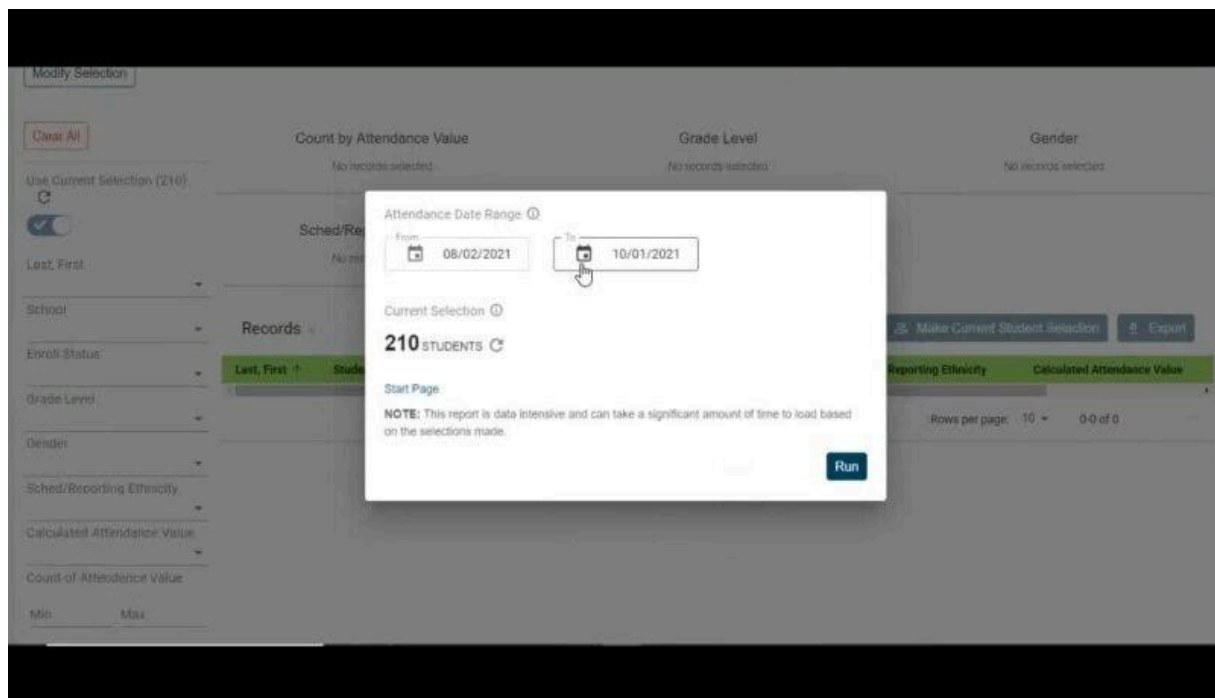 Modify Selection
Clear All
Count by Attendance Value
Grade Level
Gender
No records selected
No records selected
No records selected
Use Current Selection (210)
Attendance Date Range
Sched/Re
From
08/02/2021
To
10/01/2021
Last, First
School
Current Selection
210 STUDENTS
Records
Make Current Student Selection
Export
Enroll Status
Last, First
Stude
Reporting Ethnicity
Calculated Attendance Value
Start Page
Grade Level
NOTE: This report is data intensive and can take a significant amount of time to load based
on the selections made.
Rows per page: 10
0-0 of 0
Gender
Run
Sched/Reporting Ethnicity
Calculated Attendance Value
Count of Attendence Value
Min
Max